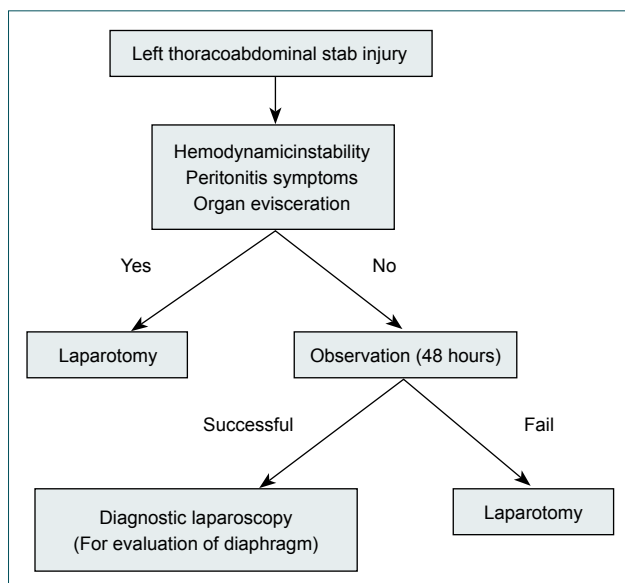 Left thoracoabdominal stab injury
Hemodynamicinstability
Peritonitis symptoms
Organ evisceration
Yes
No
Laparotomy
Observation (48 hours)
Successful
Fail
Diagnostic laparoscopy
(For evaluation of diaphragm)
Laparotomy